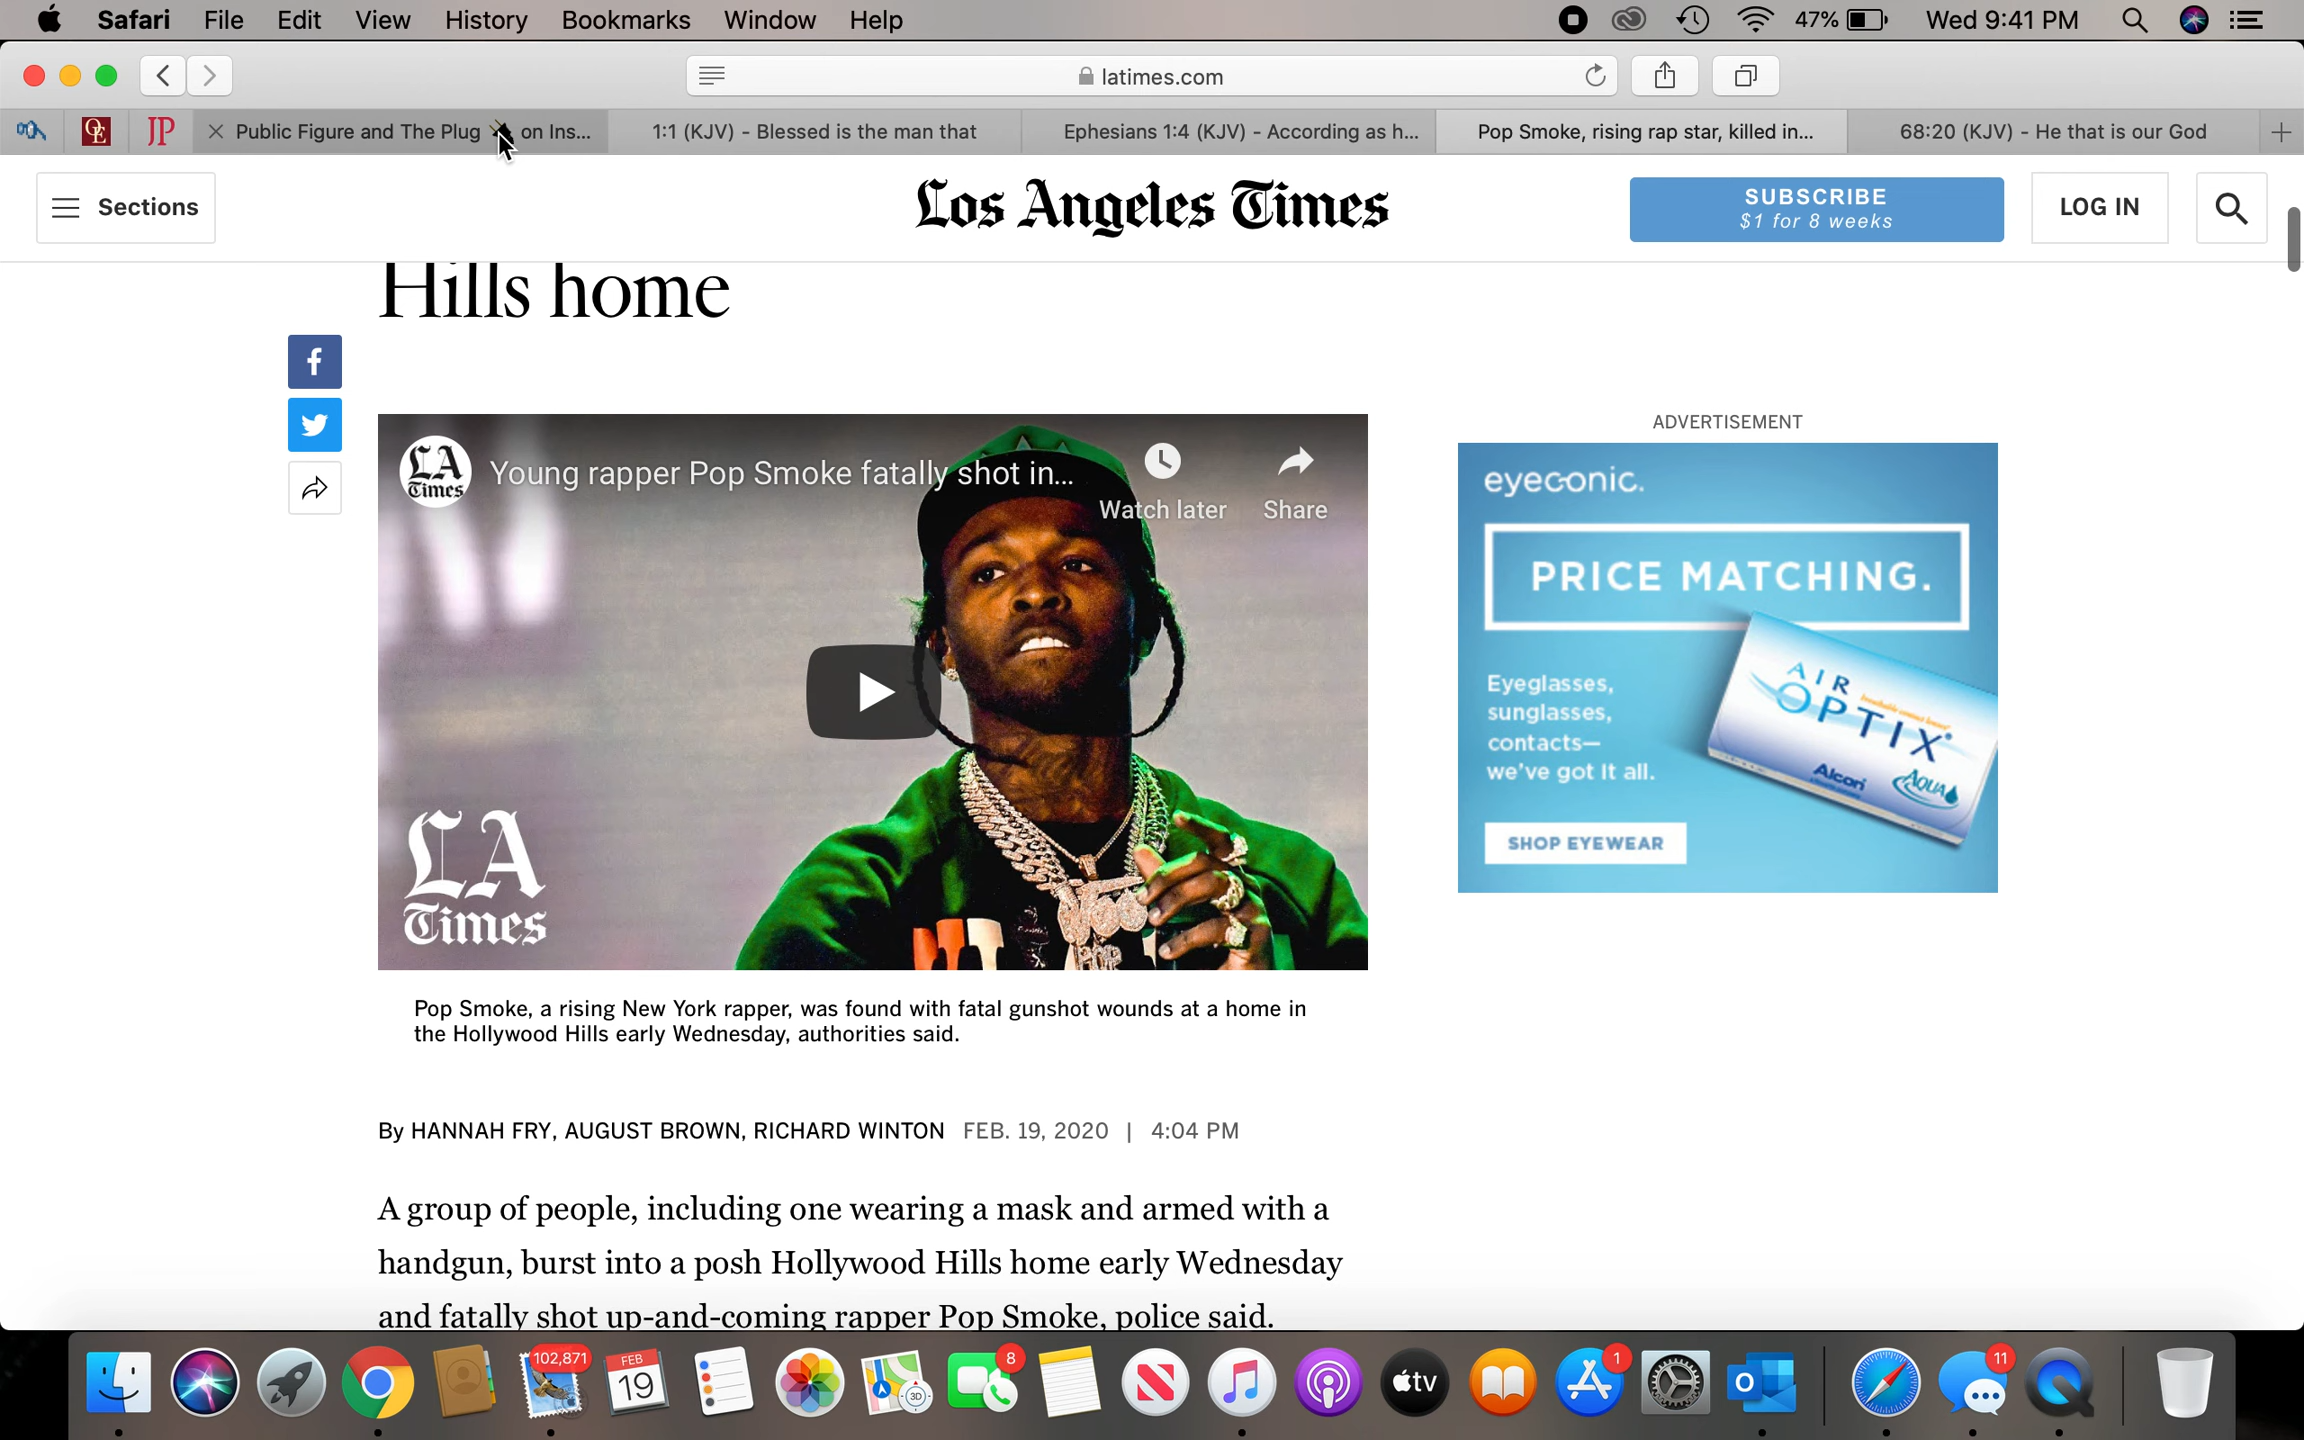 Safari File Edit View History Bookmarks Window Help 47% Wed 9:41 PM
latimes.com
OE JP Public Figure and The Plug on Ins... 1:1 (KJV) - Blessed is the man that Ephesians 1:4 (KJV) - According as h... Pop Smoke, rising rap star, killed in... 68:20 (KJV) - He that is our God
Sections
Los Angeles Times
SUBSCRIBE
$1 for 8 weeks
LOG IN
Hills home
LA
Times
Young rapper Pop Smoke fatally shot in...
Watch later
Share
LA
Times
ADVERTISEMENT
eyeconic.
PRICE MATCHING.
Eyeglasses,
sunglasses,
contacts—
we've got it all.
AIR
OPTIX
Alcon
AQUA
SHOP EYEWEAR
Pop Smoke, a rising New York rapper, was found with fatal gunshot wounds at a home in
the Hollywood Hills early Wednesday, authorities said.
By HANNAH FRY, AUGUST BROWN, RICHARD WINTON FEB. 19, 2020 | 4:04 PM
A group of people, including one wearing a mask and armed with a
handgun, burst into a posh Hollywood Hills home early Wednesday
and fatally shot up-and-coming rapper Pop Smoke, police said.
102,871
FEB
19
3D
8
tv
1
O
11